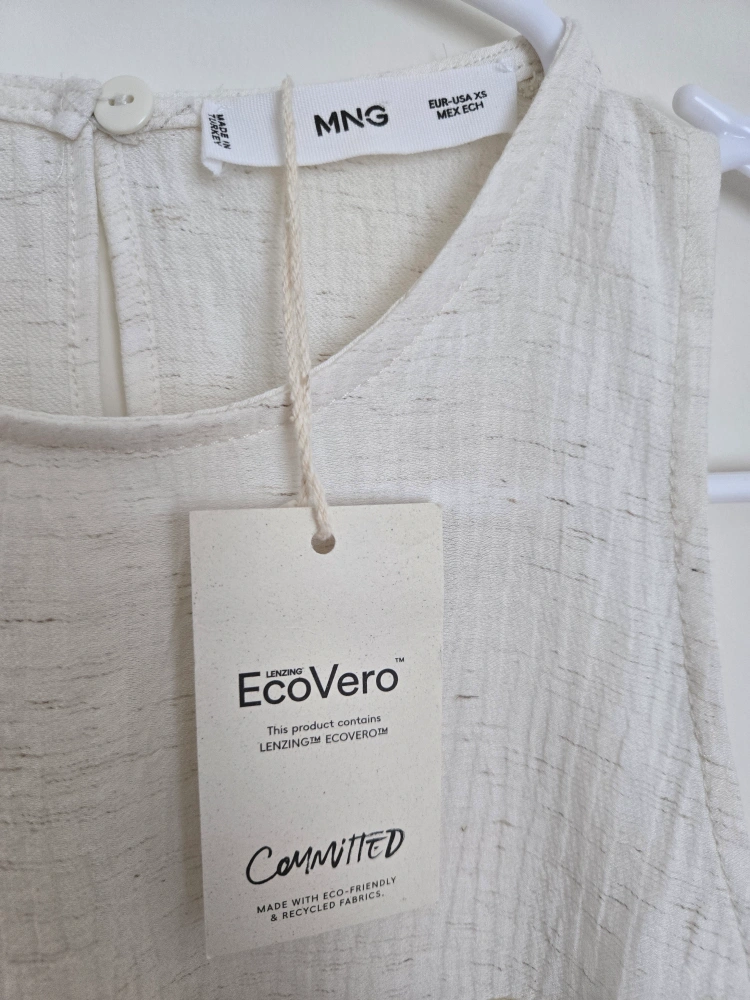 MADE IN
TURKEY
MNG
EUR-USA XS
MEX ECH
LENZING
EcoVero™
This product contains
LENZING™ ECOVERO™
COMMITTED
MADE WITH ECO-FRIENDLY
& RECYCLED FABRICS.